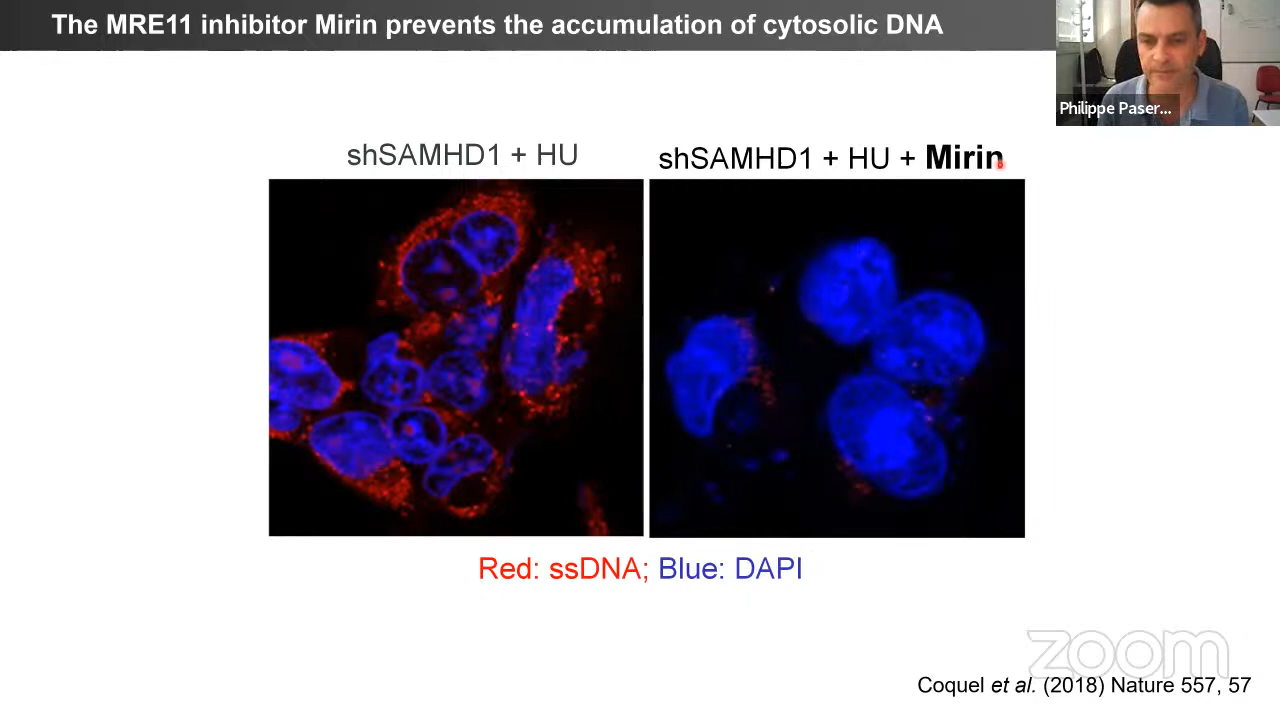 The MRE11 inhibitor Mirin prevents the accumulation of cytosolic DNA
Philippe Paser...
shSAMHD1 + HU
shSAMHD1 + HU + Mirin
Red: ssDNA; Blue: DAPI
zoom
Coquel et al. (2018) Nature 557, 57